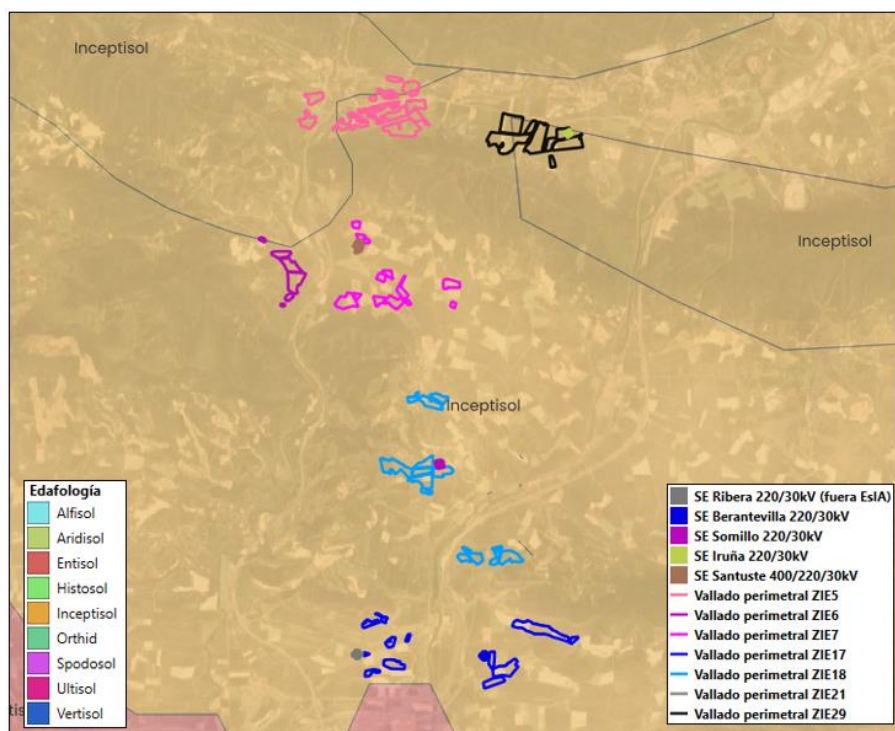 Inceptisol
Inceptisol
Inceptisol
Edafología
Alfisol
Aridisol
Entisol
Histosol
Inceptisol
Orthid
Spodosol
Ultisol
Vertisol
SE Ribera 220/30kV (fuera EsIA)
SE Berantevilla 220/30kV
SE Somillo 220/30kV
SE Iruña 220/30kV
SE Santuste 400/220/30kV
Vallado perimetral ZIE5
Vallado perimetral ZIE6
Vallado perimetral ZIE7
Vallado perimetral ZIE17
Vallado perimetral ZIE18
Vallado perimetral ZIE21
Vallado perimetral ZIE29